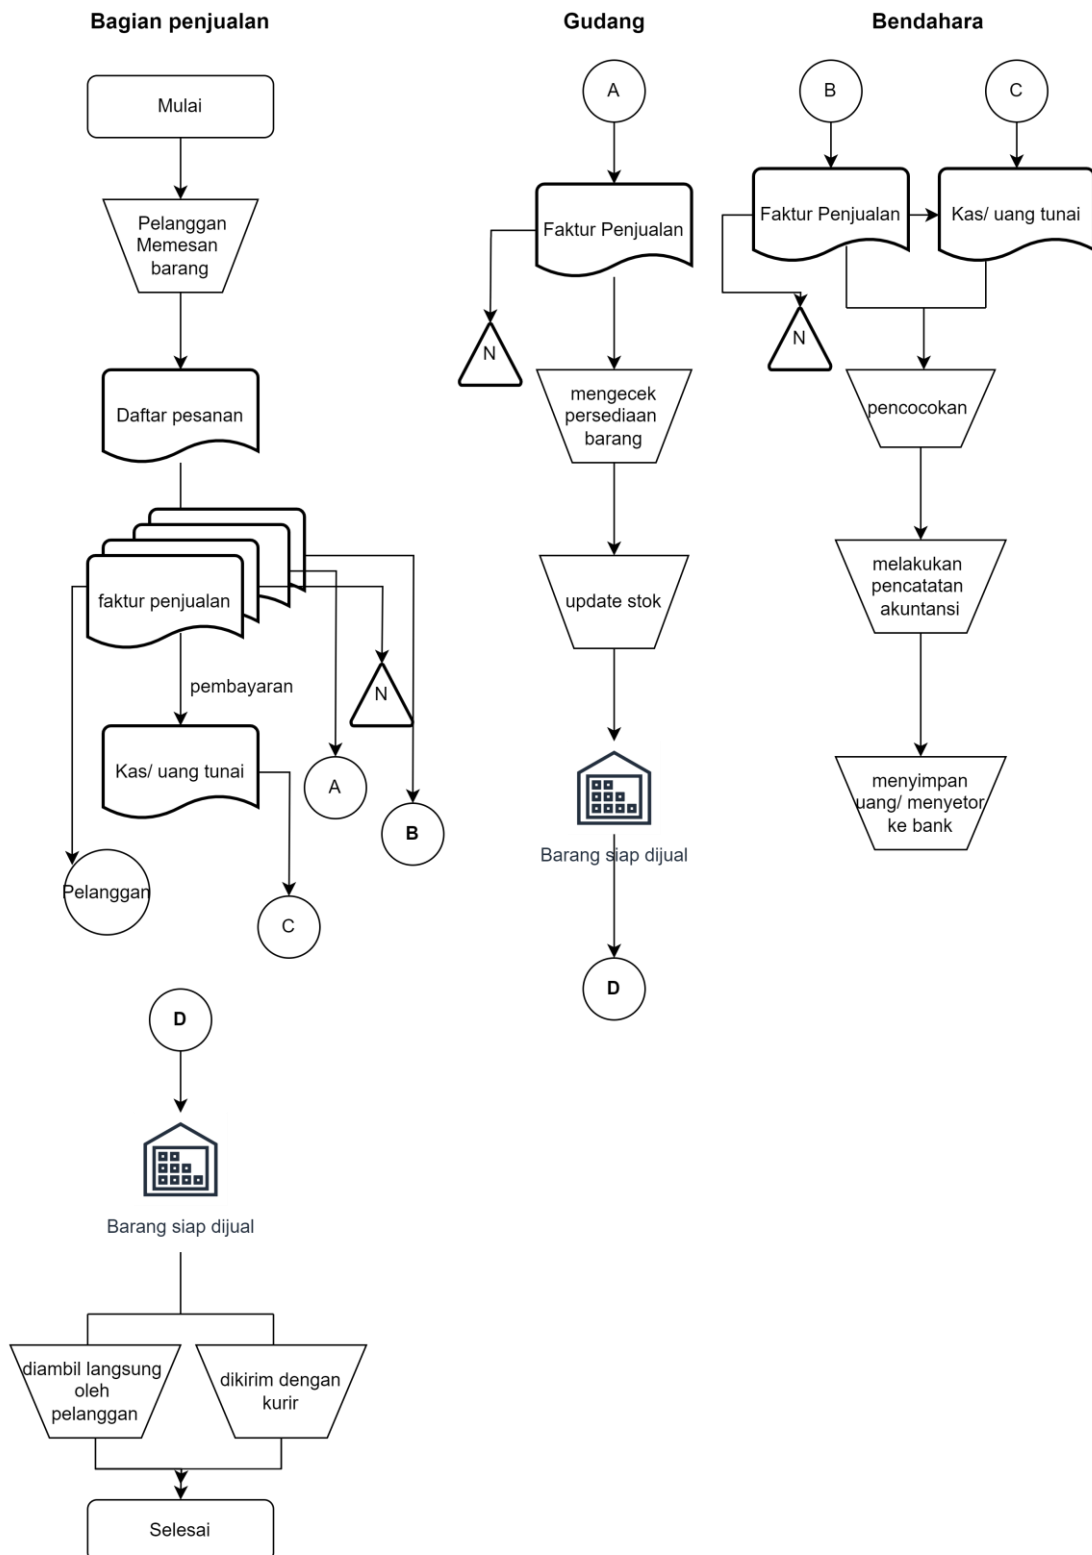 Bagian penjualan
Mulai
Pelanggan
Memesan
barang
Daftar pesanan
faktur penjualan
pembayaran
N
Kas/ uang tunai
A
B
Pelanggan
C
D
Barang siap dijual
diambil langsung
oleh
pelanggan
dikirim dengan
kurir
Selesai
Gudang
A
Faktur Penjualan
N
mengecek
persediaan
barang
update stok
Barang siap dijual
D
Bendahara
B
C
Faktur Penjualan
Kas/ uang tunai
N
pencocokan
melakukan
pencatatan
akuntansi
menyimpan
uang/ menyetor
ke bank